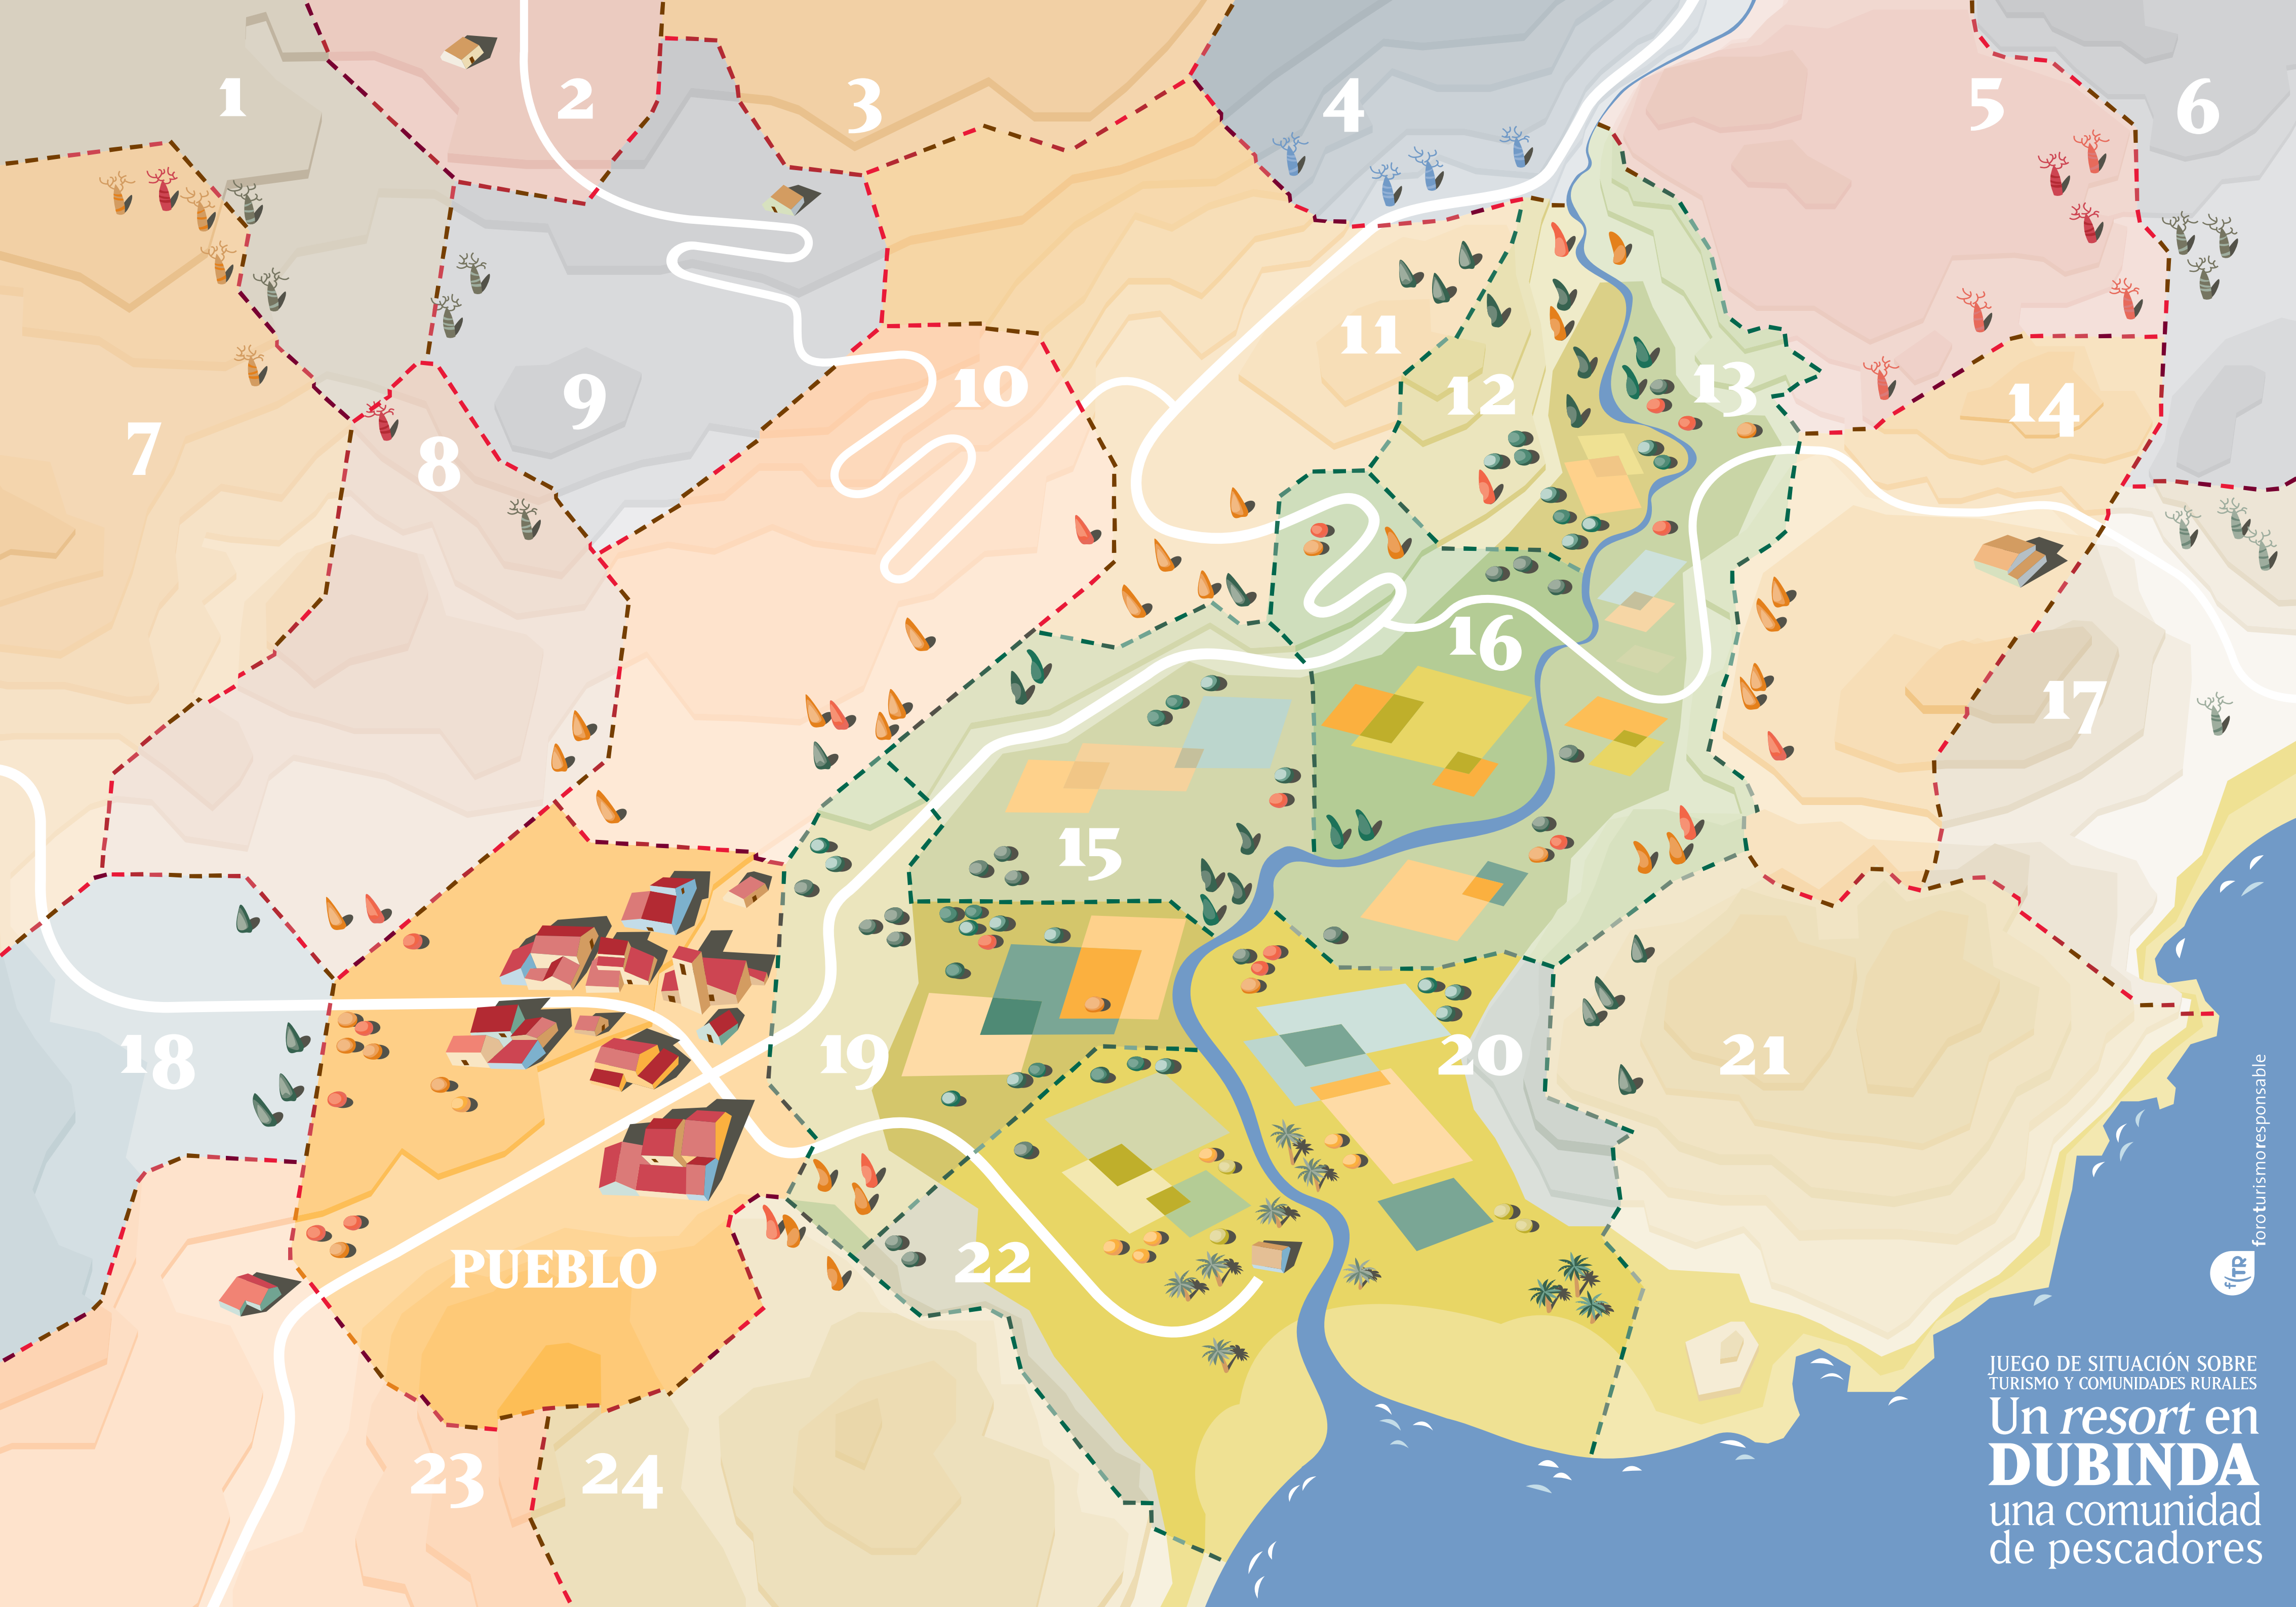 1
2
3
4
5
6
7
8
9
10
11
12
13
14
15
16
17
18
19
20
21
22
23
24
PUEBLO
foroturismoresponsable
f(TR
JUEGO DE SITUACIÓN SOBRE
TURISMO Y COMUNIDADES RURALES
Un resort en
DUBINDA
una comunidad
de pescadores